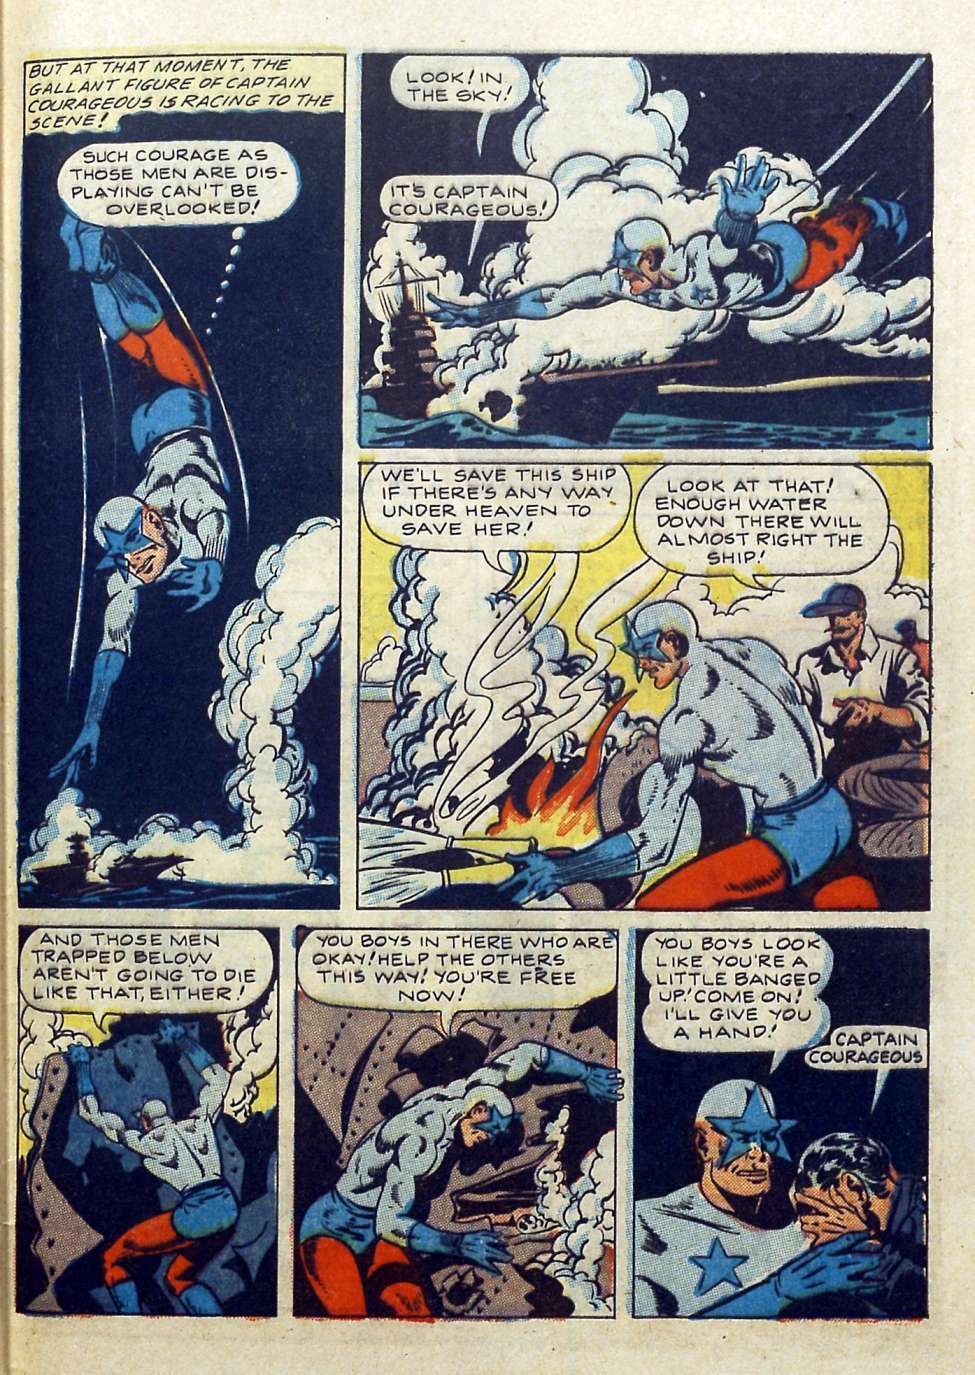 BUT AT THAT MOMENT, THE
GALLANT FIGURE OF CAPTAIN
COURAGEOUS IS RACING TO THE
SCENE!
SUCH COURAGE AS
THOSE MEN ARE DIS-
PLAYING CAN'T BE
OVERLOOKED!
LOOK! IN
THE SKY!
IT'S CAPTAIN
COURAGEOUS!
WE'LL SAVE THIS SHIP
IF THERE'S ANY WAY
UNDER HEAVEN TO
SAVE HER!
LOOK AT THAT!
ENOUGH WATER
DOWN THERE WILL
ALMOST RIGHT THE
SHIP!
AND THOSE MEN
TRAPPED BELOW
AREN'T GOING TO DIE
LIKE THAT, EITHER!
YOU BOYS IN THERE WHO ARE
OKAY! HELP THE OTHERS
THIS WAY! YOU'RE FREE
NOW!
YOU BOYS LOOK
LIKE YOU'RE A
LITTLE BANGED
UP! COME ON!
I'LL GIVE YOU
A HAND!
CAPTAIN
COURAGEOUS